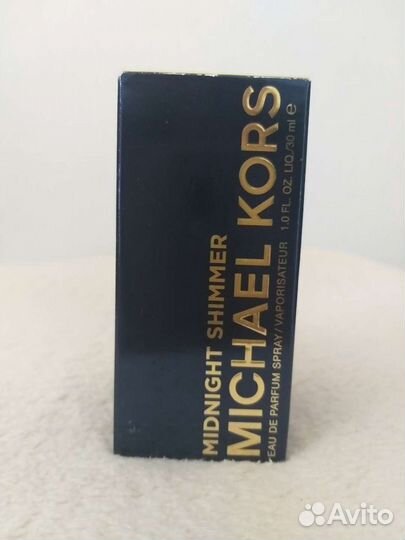 MIDNIGHT SHIMMER
MICHAEL KORS
EAU DE PARFUM SPRAY/VAPORISATEUR 1.0 FL. OZ. LIQ./30 ml e
Avito